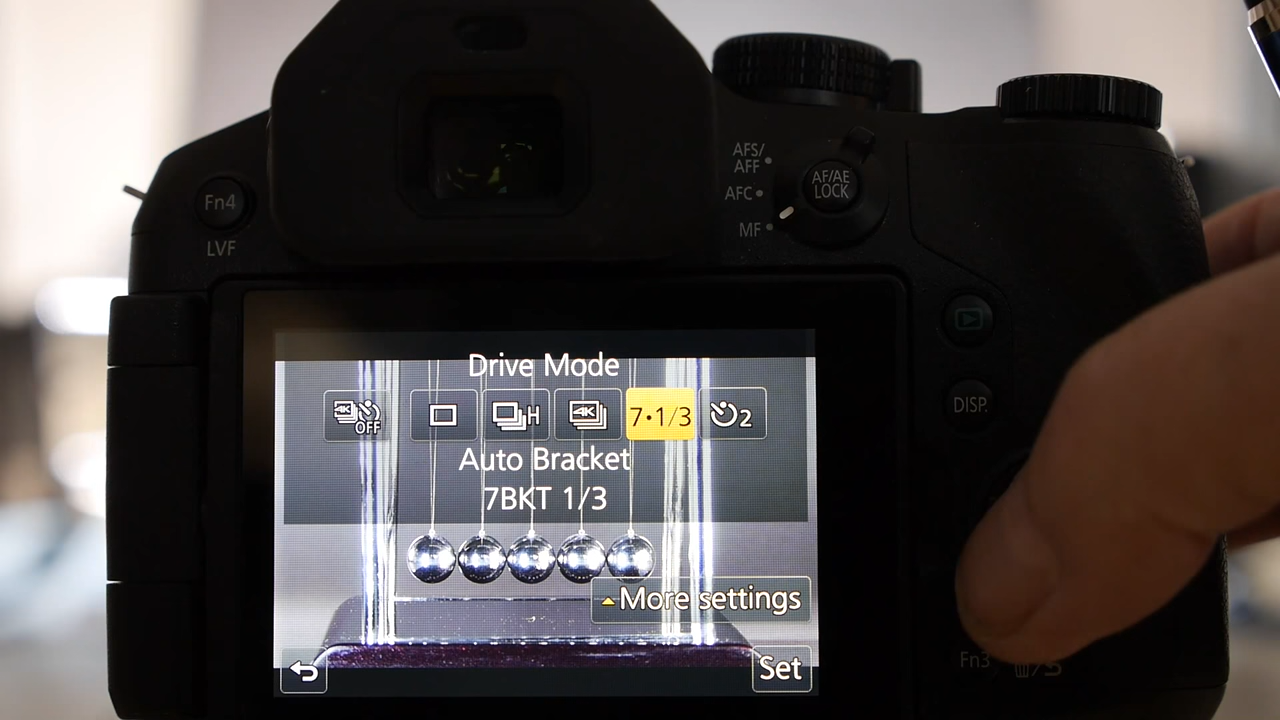 AFS/
AFF
AF/AE
LOCK
AFC
Fn4
MF
LVF
Drive Mode
4K OFF
H
4K
7•1/3
2
Auto Bracket
7BKT 1/3
DISP.
More settings
Set
Fn3